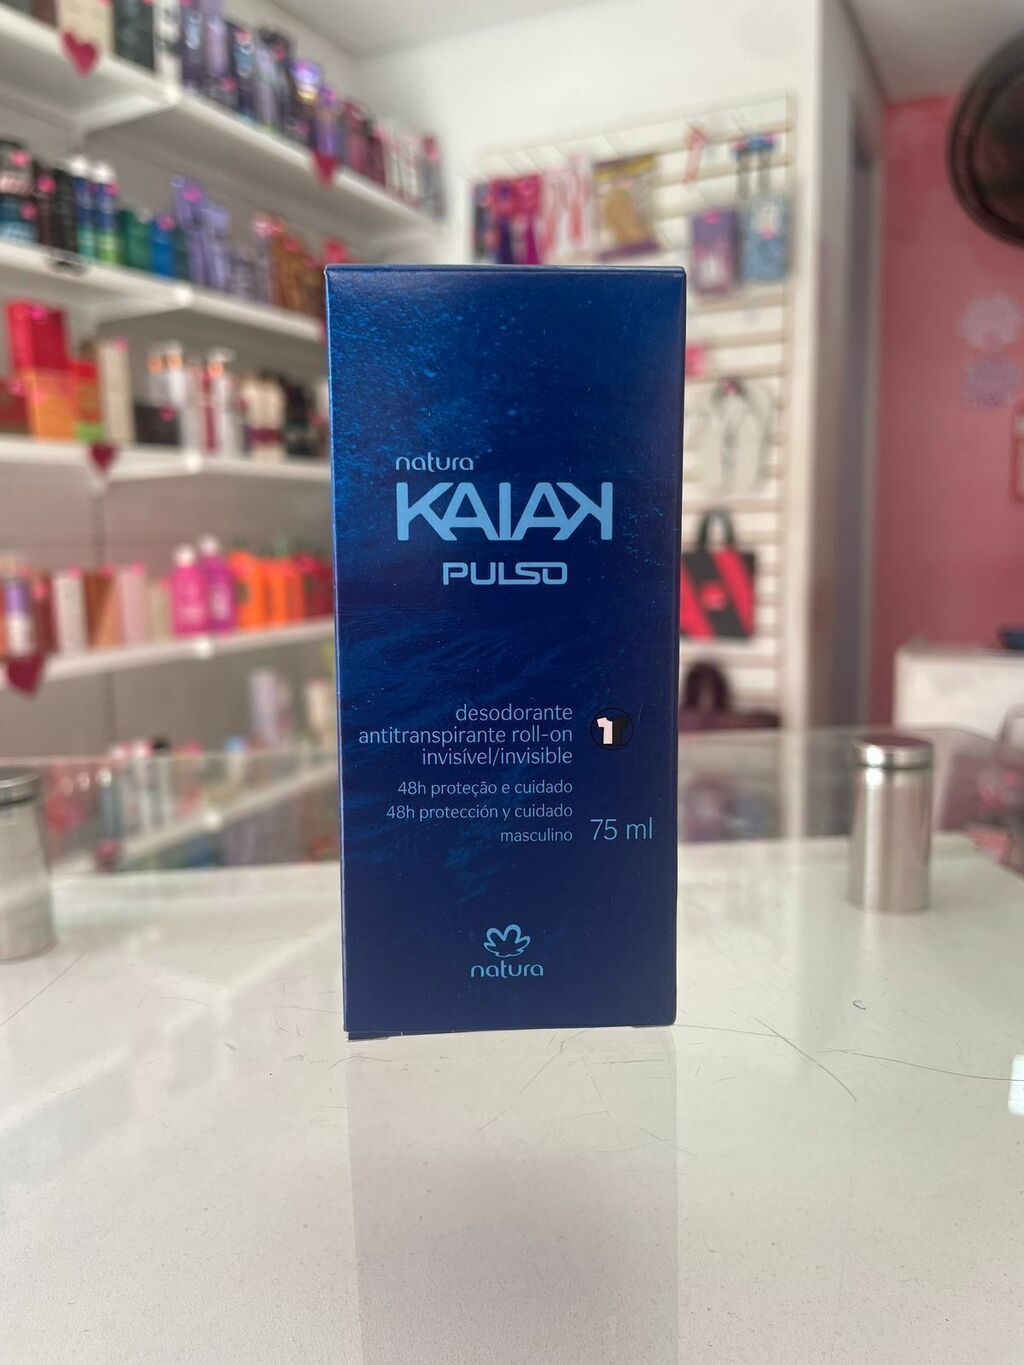 natura
KAIAK
PULSO
desodorante
antitranspirante roll-on
invisível/invisible
48h proteção e cuidado
48h protección y cuidado
masculino
75 ml
natura